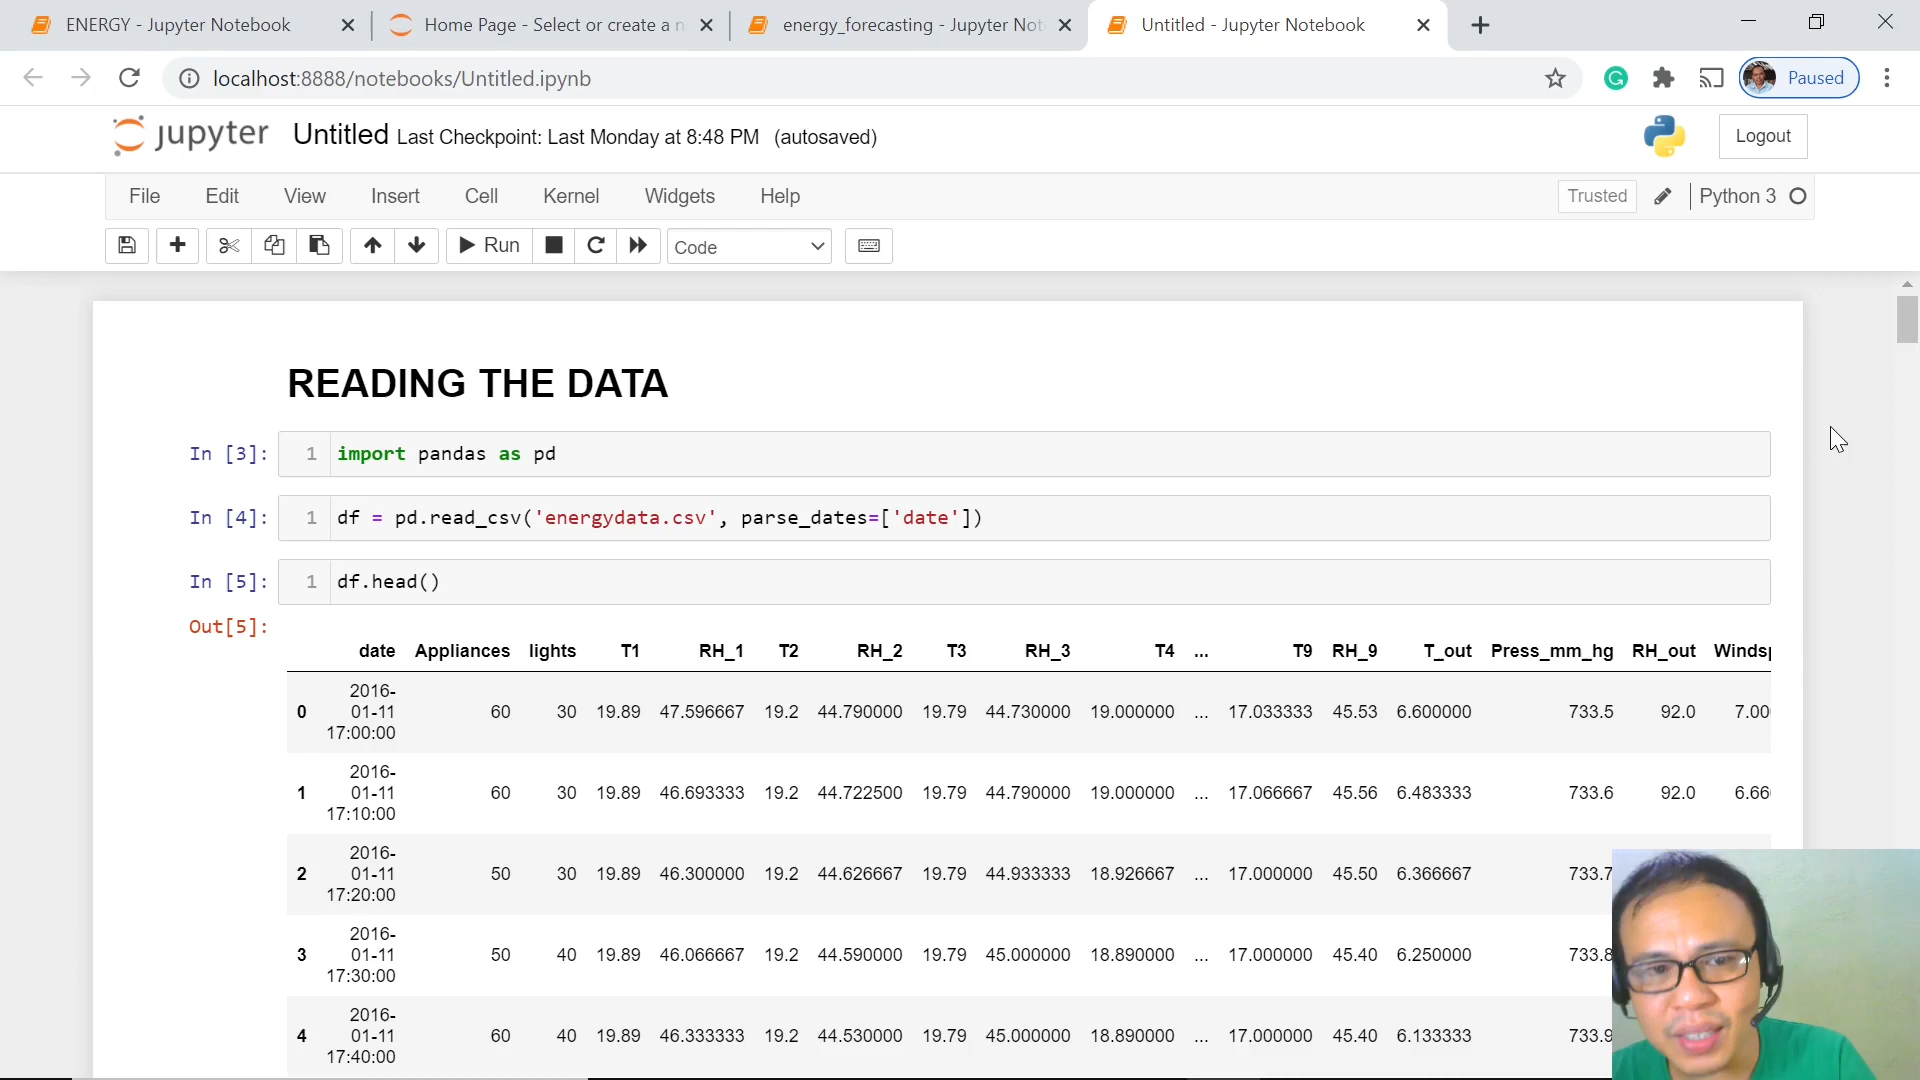 ENERGY - Jupyter Notebook
Home Page - Select or create a n
energy_forecasting - Jupyter Not
Untitled - Jupyter Notebook
localhost:8888/notebooks/Untitled.ipynb
Paused
jupyter Untitled Last Checkpoint: Last Monday at 8:48 PM (autosaved)
Logout
File Edit View Insert Cell Kernel Widgets Help
Trusted Python 3
Run Code
READING THE DATA
In [3]: 1 import pandas as pd
In [4]: 1 df = pd.read_csv('energydata.csv', parse_dates=['date'])
In [5]: 1 df.head()
Out[5]:
date Appliances lights T1 RH_1 T2 RH_2 T3 RH_3 T4 ... T9 RH_9 T_out Press_mm_hg RH_out Windsp
2016-
0 01-11 60 30 19.89 47.596667 19.2 44.790000 19.79 44.730000 19.000000 ... 17.033333 45.53 6.600000 733.5 92.0 7.00
17:00:00
2016-
1 01-11 60 30 19.89 46.693333 19.2 44.722500 19.79 44.790000 19.000000 ... 17.066667 45.56 6.483333 733.6 92.0 6.66
17:10:00
2016-
2 01-11 50 30 19.89 46.300000 19.2 44.626667 19.79 44.933333 18.926667 ... 17.000000 45.50 6.366667 733.7
17:20:00
2016-
3 01-11 50 40 19.89 46.066667 19.2 44.590000 19.79 45.000000 18.890000 ... 17.000000 45.40 6.250000 733.8
17:30:00
2016-
4 01-11 60 40 19.89 46.333333 19.2 44.530000 19.79 45.000000 18.890000 ... 17.000000 45.40 6.133333 733.9
17:40:00